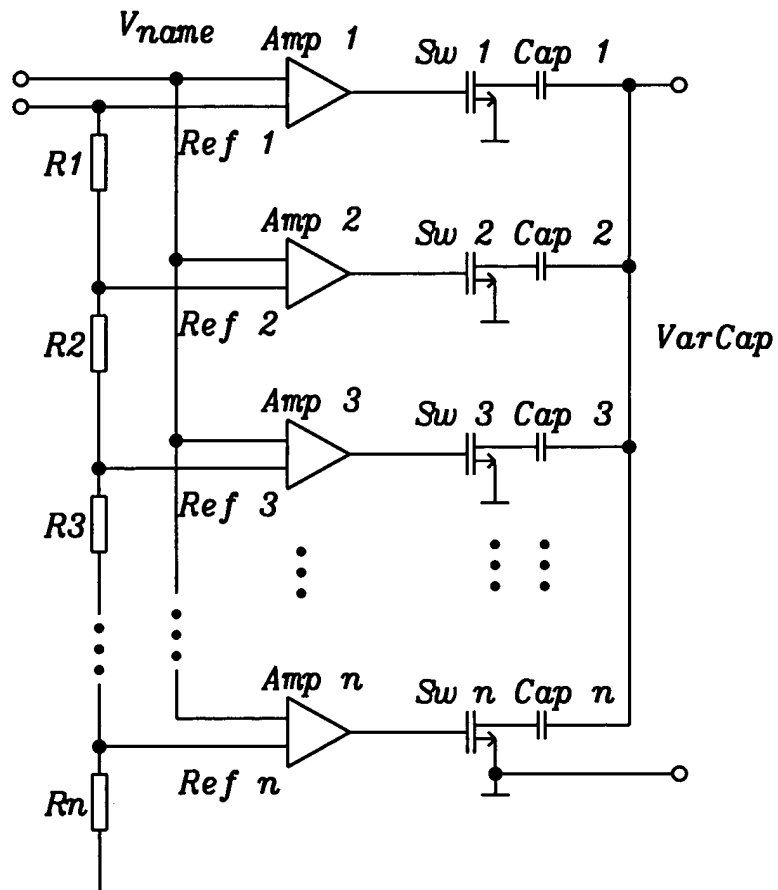 Vname
Amp 1
Sw 1 Cap 1
R1
Ref 1
Amp 2
Sw 2 Cap 2
R2
Ref 2
VarCap
Amp 3
Sw 3 Cap 3
R3
Ref 3
Amp n
Sw n Cap n
Rn
Ref n